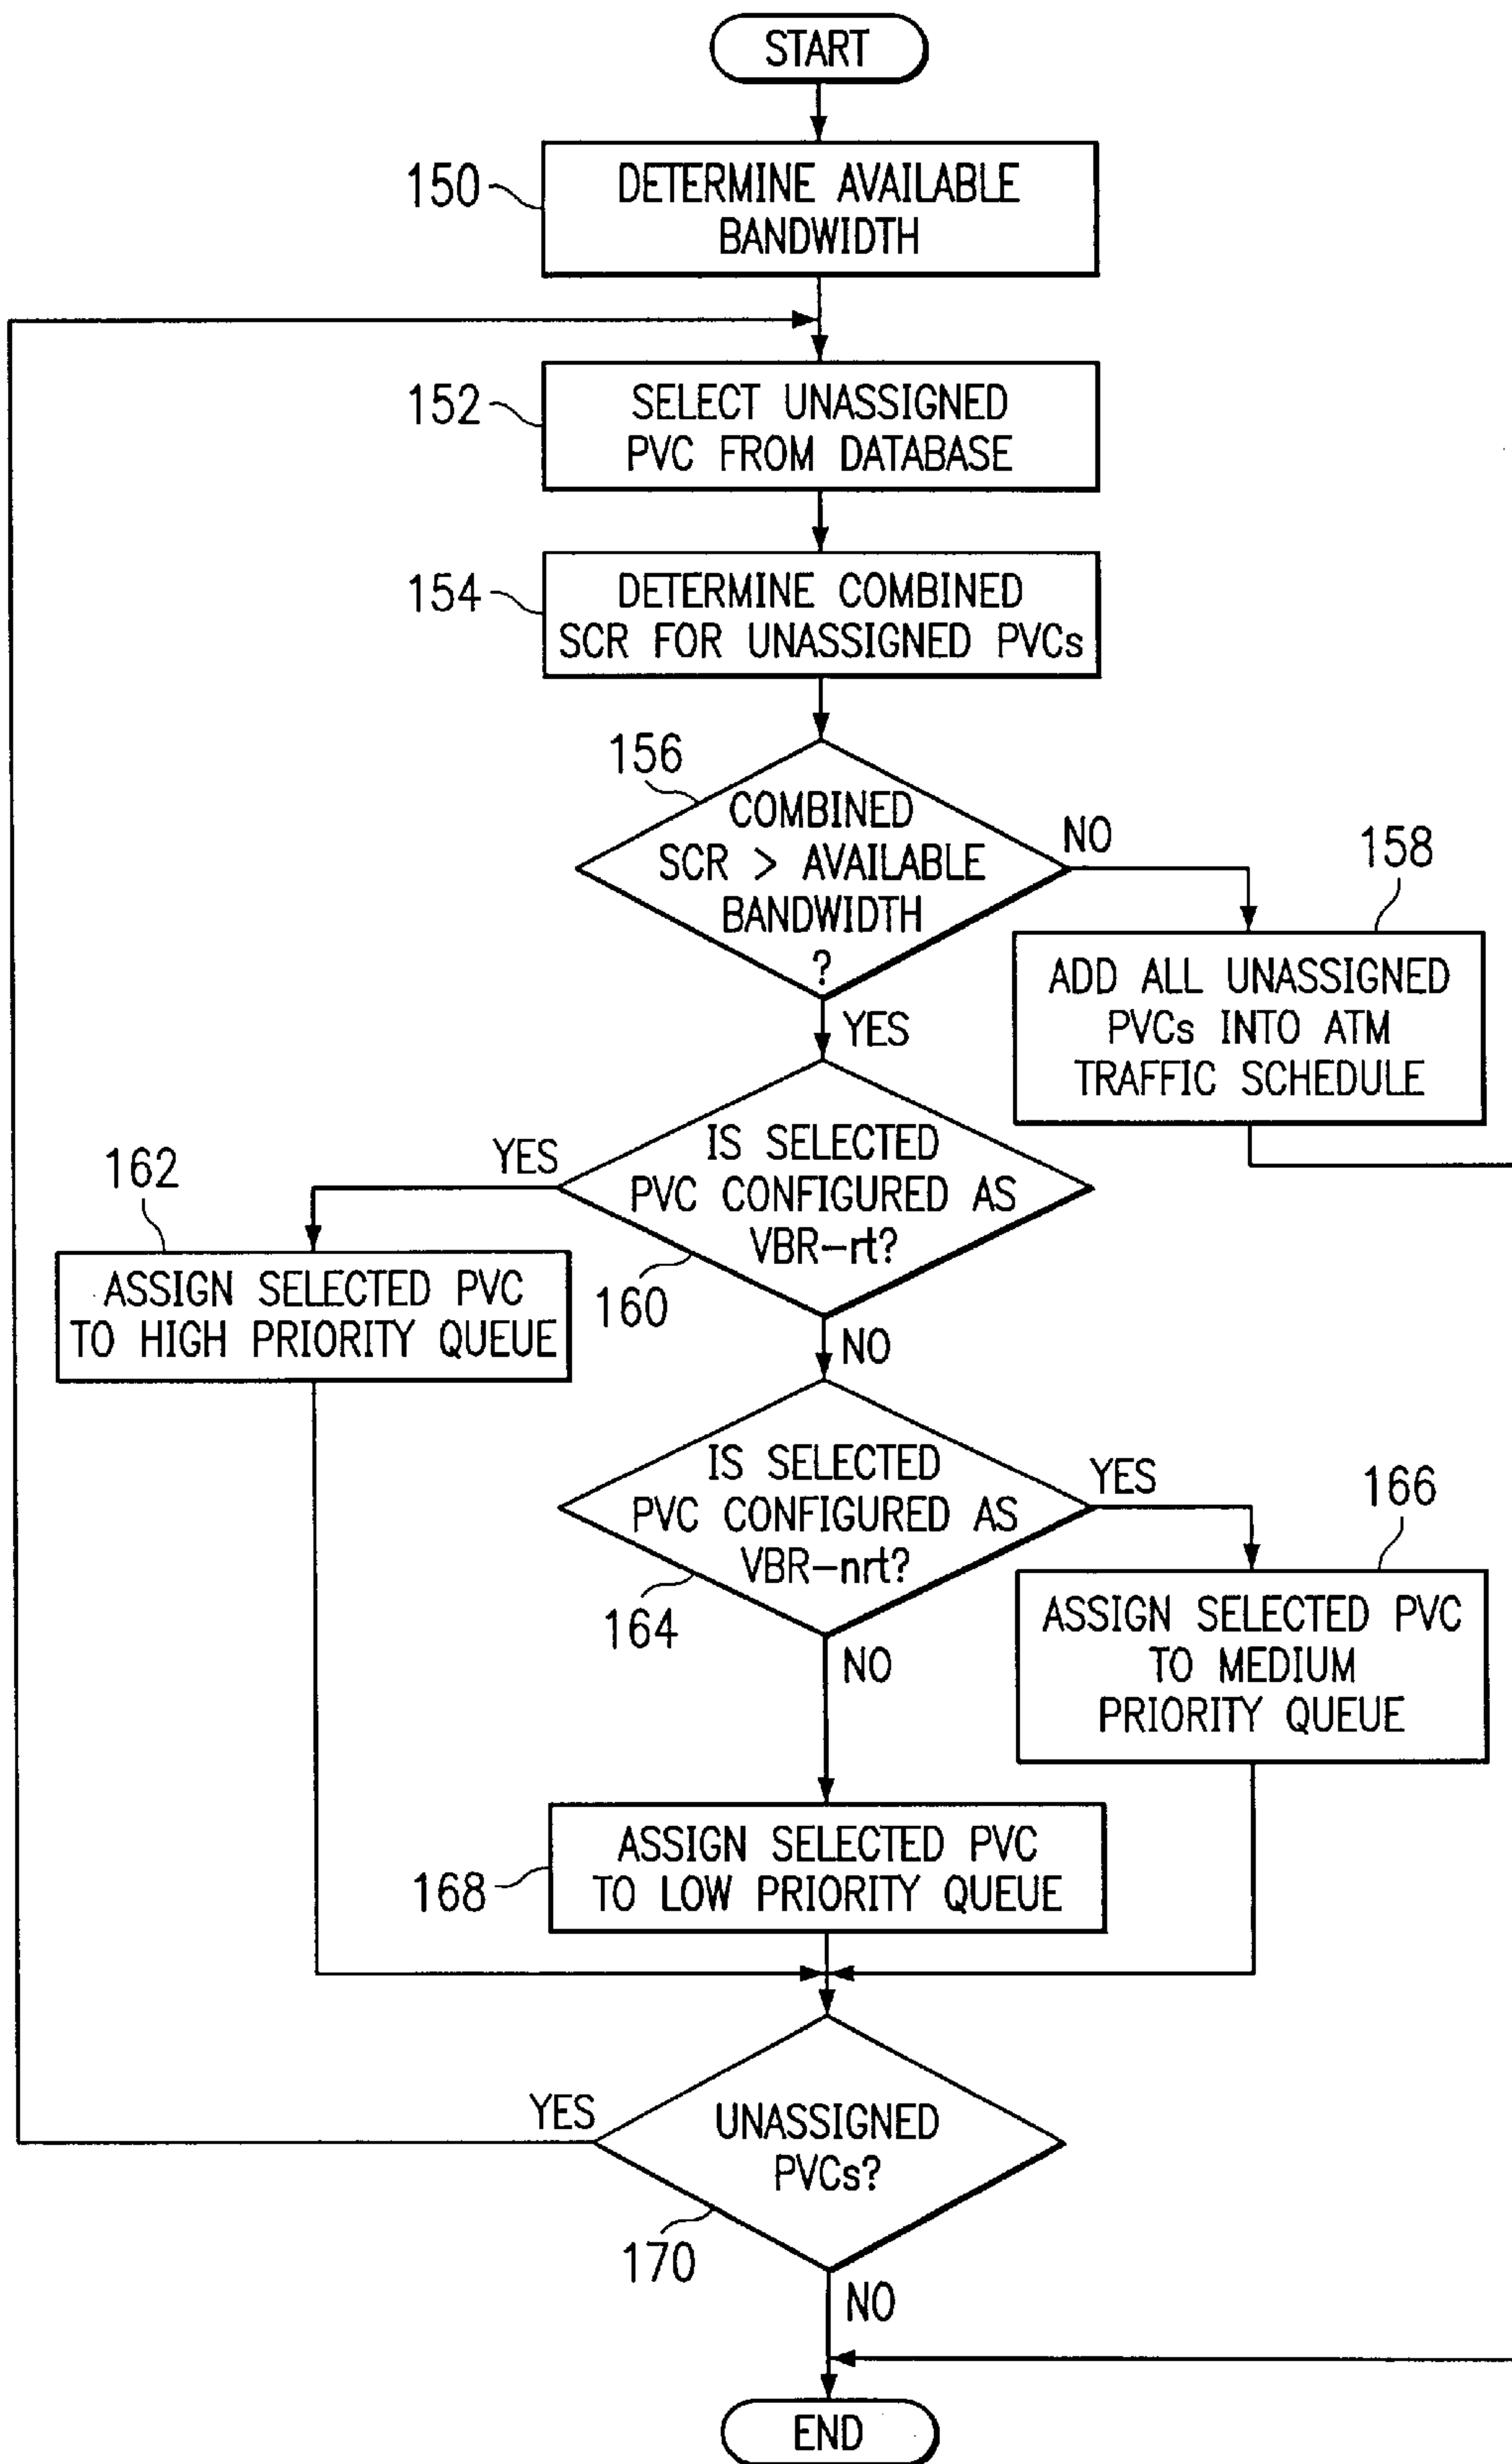 START
150
DETERMINE AVAILABLE
BANDWIDTH
152
SELECT UNASSIGNED
PVC FROM DATABASE
154
DETERMINE COMBINED
SCR FOR UNASSIGNED PVCs
156
COMBINED
SCR > AVAILABLE
BANDWIDTH
?
NO
158
ADD ALL UNASSIGNED
PVCs INTO ATM
TRAFFIC SCHEDULE
YES
IS SELECTED
PVC CONFIGURED AS
VBR-rt?
160
YES
162
ASSIGN SELECTED PVC
TO HIGH PRIORITY QUEUE
NO
IS SELECTED
PVC CONFIGURED AS
VBR-nrt?
164
YES
166
ASSIGN SELECTED PVC
TO MEDIUM
PRIORITY QUEUE
NO
168
ASSIGN SELECTED PVC
TO LOW PRIORITY QUEUE
YES
UNASSIGNED
PVCs?
170
NO
END